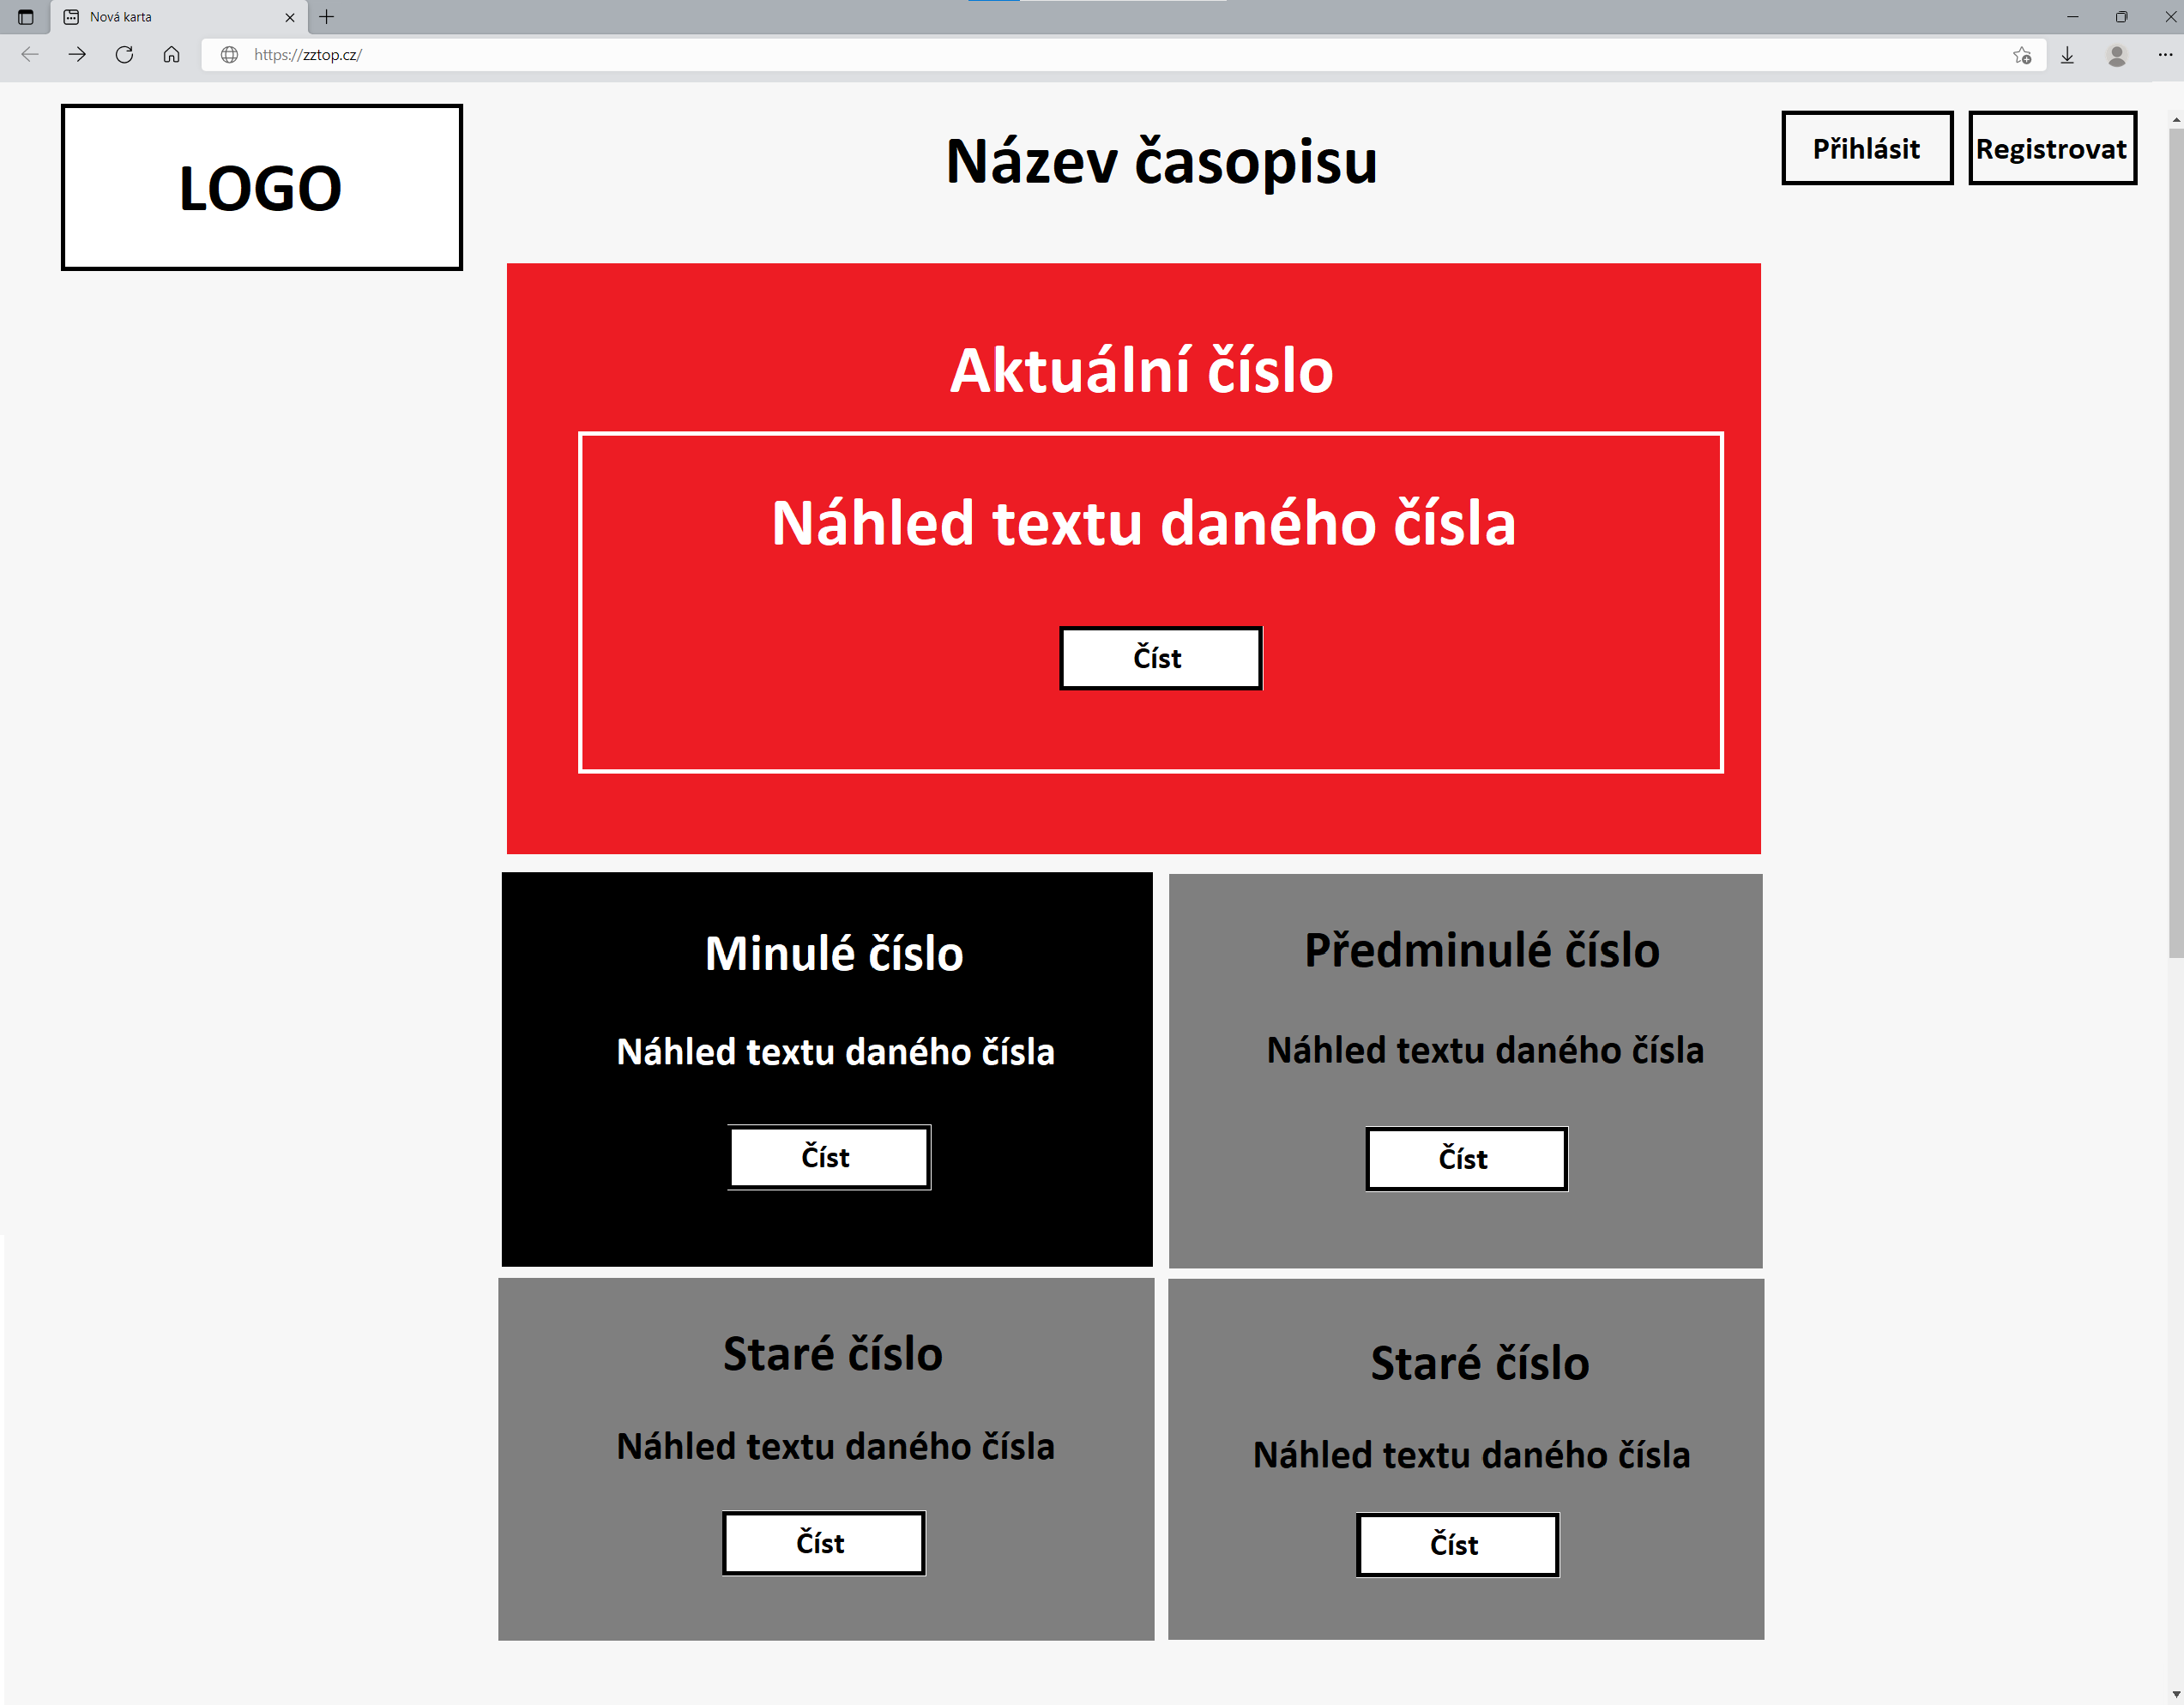 Nová karta
https://zztop.cz/
LOGO
Název časopisu
Přihlásit
Registrovat
Aktuální číslo
Náhled textu daného čísla
Číst
Minulé číslo
Náhled textu daného čísla
Číst
Předminulé číslo
Náhled textu daného čísla
Číst
Staré číslo
Náhled textu daného čísla
Číst
Staré číslo
Náhled textu daného čísla
Číst